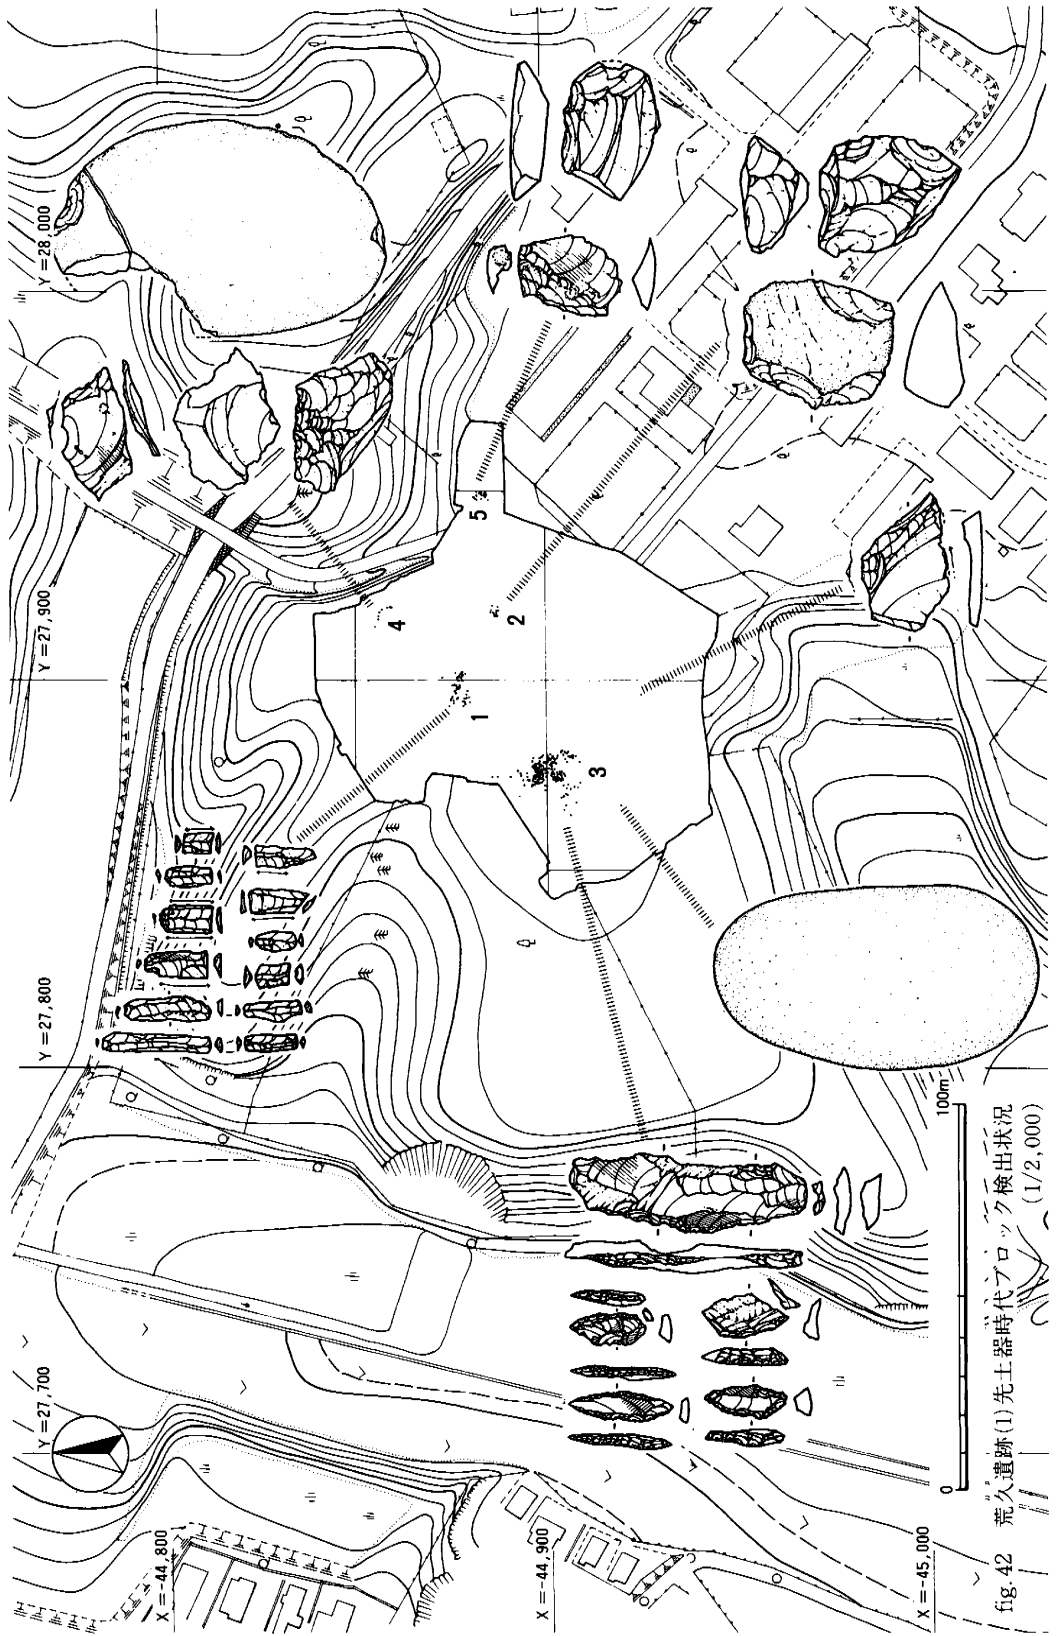 Y=27,700
Y=27,800
Y=27,900
Y=28,000
X=-44,800
X=-44,900
X=-45,000
1
2
3
4
5
0
100m
fig. 42 荒久遺跡(1)先土器時代ブロック検出状況
(1/2,000)